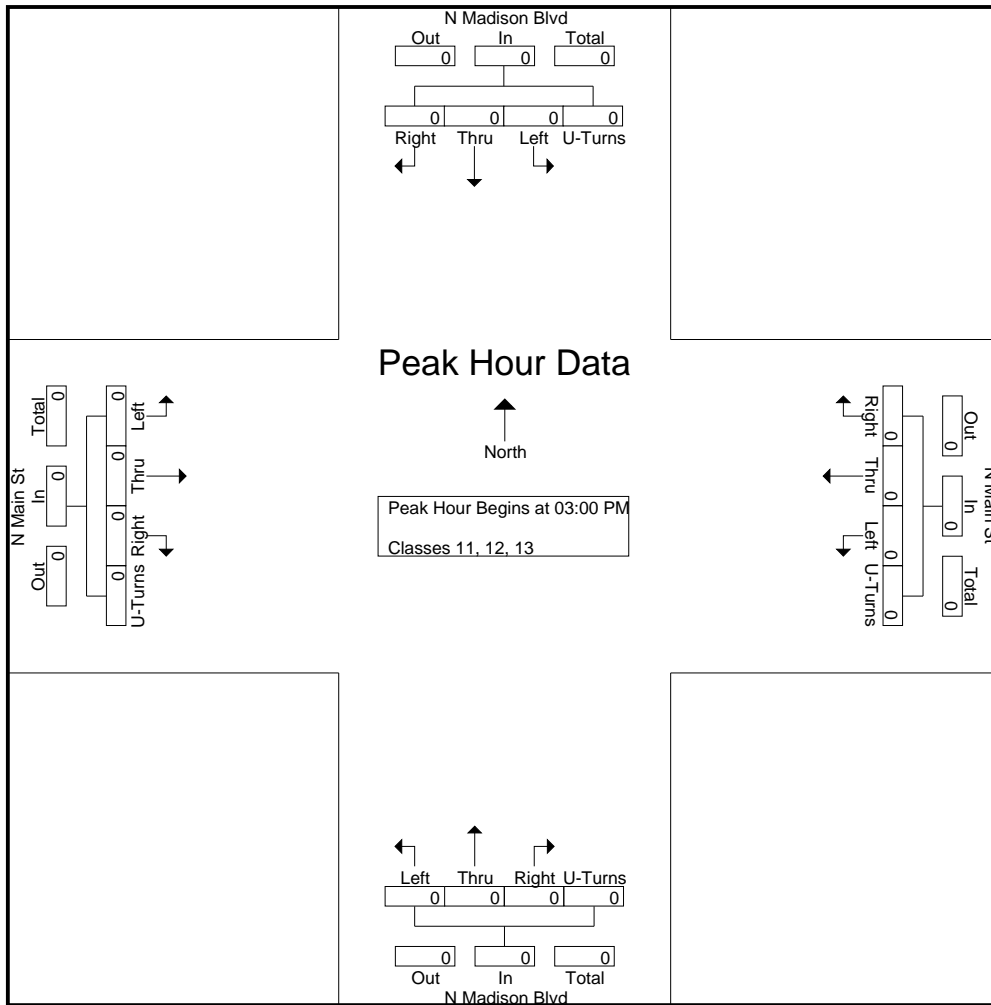 N Madison Blvd
Out In Total
0 0 0
0 0 0 0
Right Thru Left U-Turns
Peak Hour Data
North
Peak Hour Begins at 03:00 PM
Classes 11, 12, 13
N Main St
Out In Total
0 0 0
0 0 0 0
U-Turns Right Thru Left
N Main St
Out In Total
0 0 0
0 0 0 0
Right Thru Left U-Turns
Left Thru Right U-Turns
0 0 0 0
0 0 0
Out In Total
N Madison Blvd